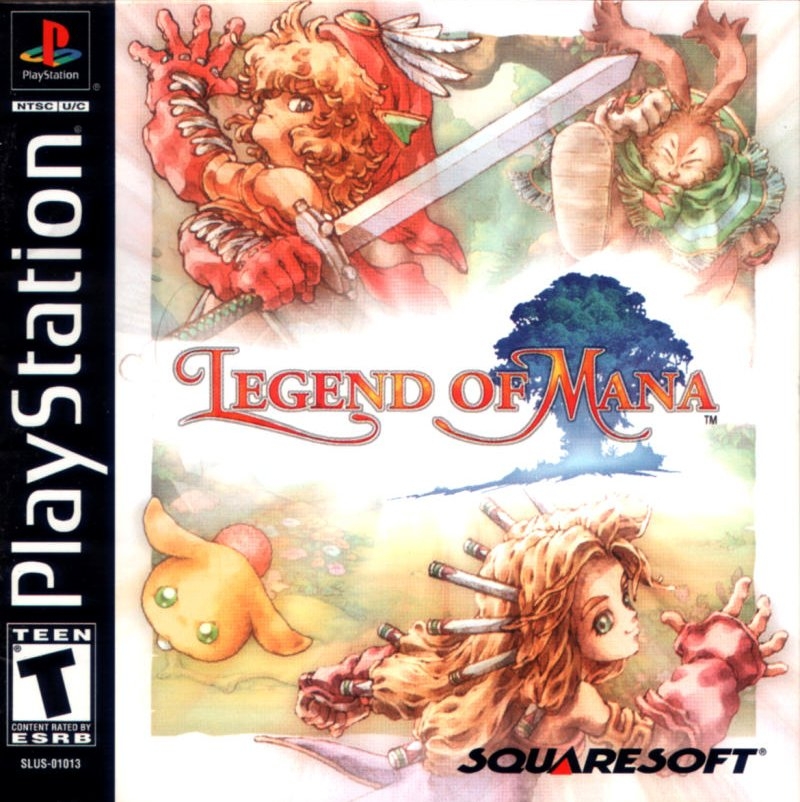 PlayStation
®
NTSC U/C
PlayStation®
LEGEND OF MANA
™
TEEN
T
®
CONTENT RATED BY
ESRB
SLUS-01013
SQUARESOFT®